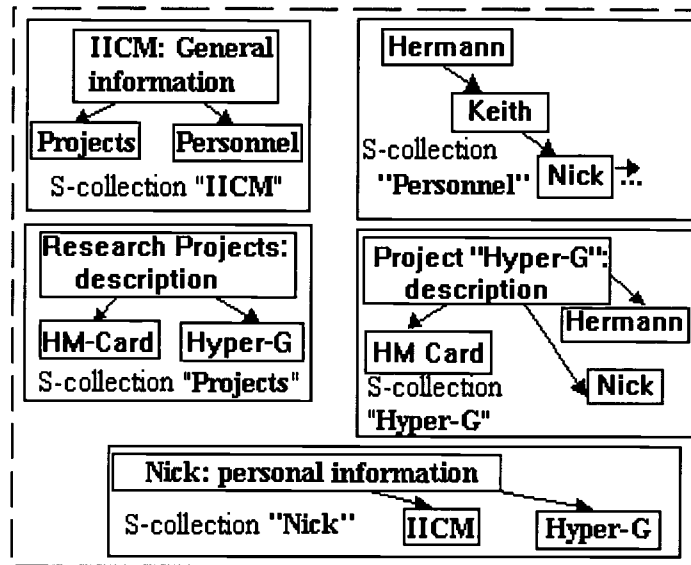 IICM: General
information
Projects
Personnel
S-collection "IICM"
Hermann
Keith
S-collection
"Personnel"
Nick
...
Research Projects:
description
HM-Card
Hyper-G
S-collection "Projects"
Project "Hyper-G":
description
Hermann
HM Card
S-collection
Nick
"Hyper-G"
Nick: personal information
S-collection "Nick"
IICM
Hyper-G